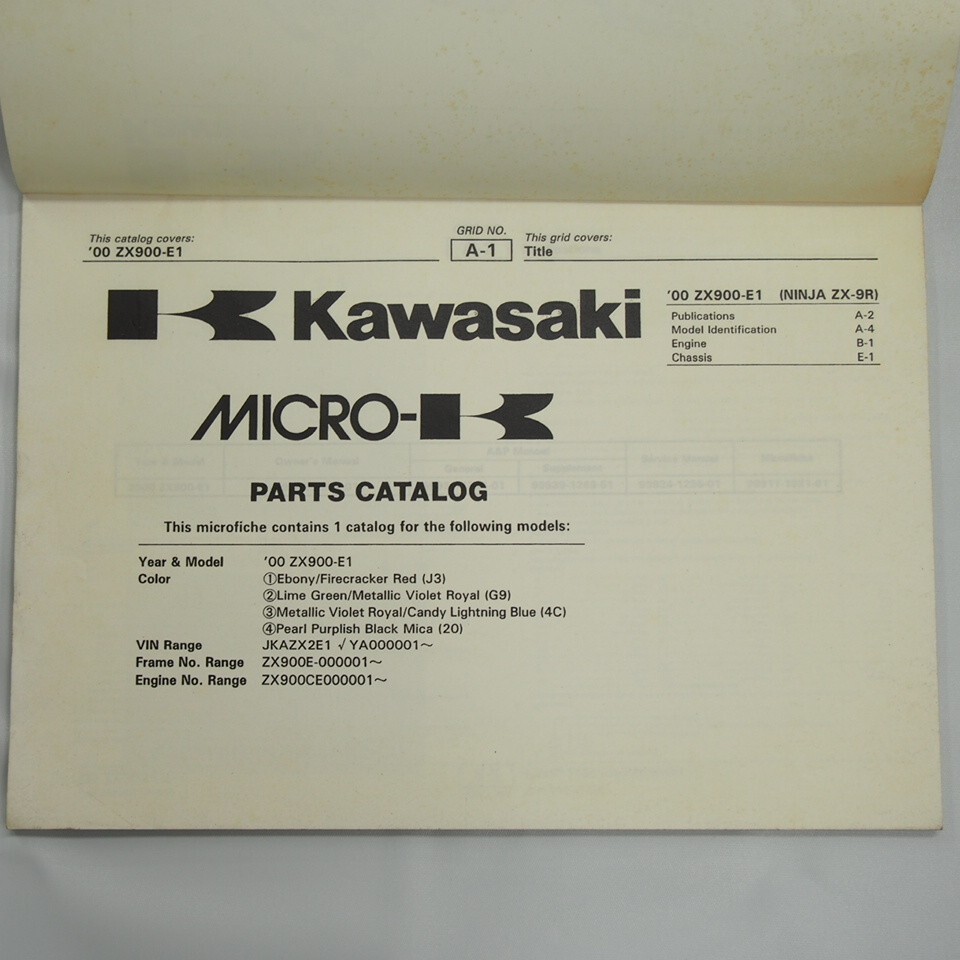 This catalog covers:
'00 ZX900-E1
GRID NO.
A-1
This grid covers:
Title
Kawasaki
'00 ZX900-E1 (NINJA ZX-9R)
Publications A-2
Model Identification A-4
Engine B-1
Chassis E-1
MICRO-K
PARTS CATALOG
This microfiche contains 1 catalog for the following models:
Year & Model '00 ZX900-E1
Color ①Ebony/Firecracker Red (J3)
②Lime Green/Metallic Violet Royal (G9)
③Metallic Violet Royal/Candy Lightning Blue (4C)
④Pearl Purplish Black Mica (20)
VIN Range JKAZX2E1√YA000001～
Frame No. Range ZX900E-000001～
Engine No. Range ZX900CE000001～